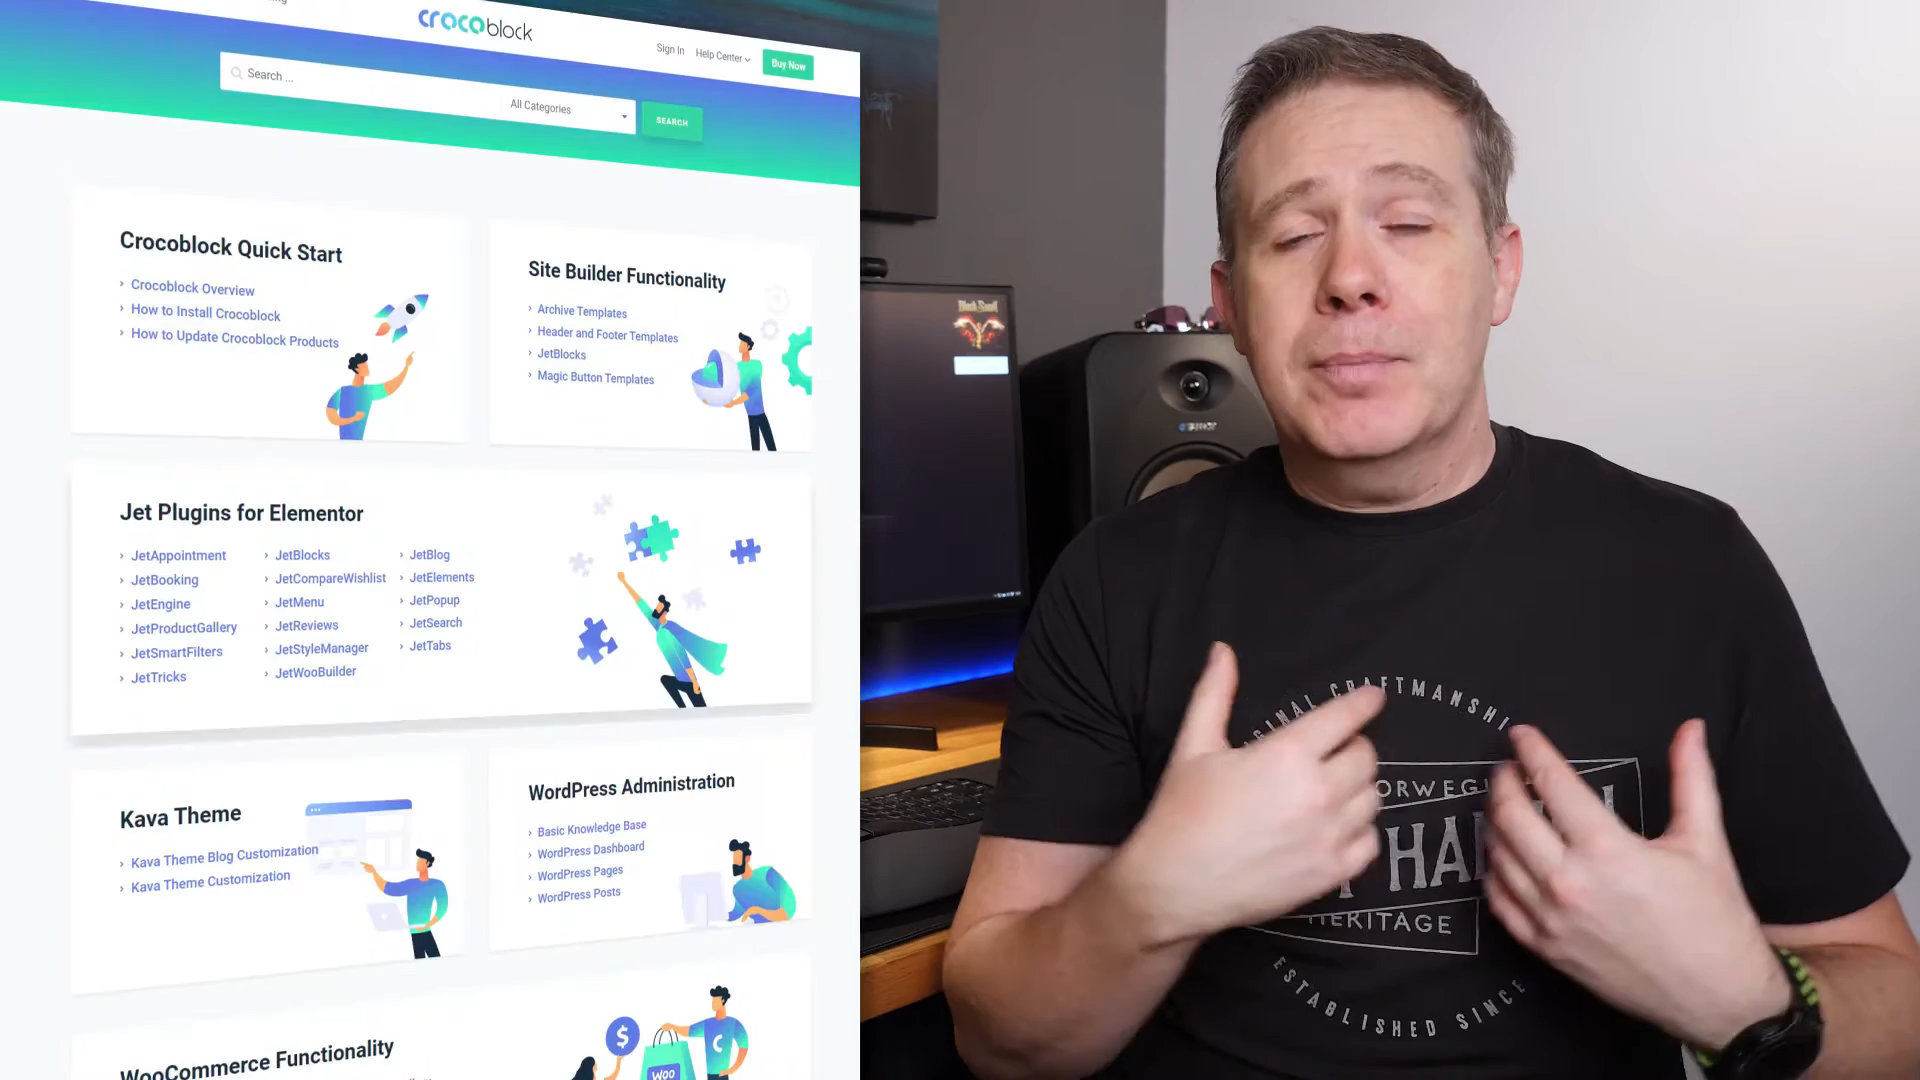 crocoblock
Sign In Help Center Buy Now
Search ...
All Categories
SEARCH
Crocoblock Quick Start
Crocoblock Overview
How to Install Crocoblock
How to Update Crocoblock Products
Site Builder Functionality
Archive Templates
Header and Footer Templates
JetBlocks
Magic Button Templates
Jet Plugins for Elementor
JetAppointment
JetBooking
JetEngine
JetProductGallery
JetSmartFilters
JetTricks
JetBlocks
JetCompareWishlist
JetMenu
JetReviews
JetStyleManager
JetWooBuilder
JetBlog
JetElements
JetPopup
JetSearch
JetTabs
Kava Theme
Kava Theme Blog Customization
Kava Theme Customization
WordPress Administration
Basic Knowledge Base
WordPress Dashboard
WordPress Pages
WordPress Posts
WooCommerce Functionality
$
C
WOO
CRAFTMANSHI
HERITAGE
ESTABLISHED SINCE